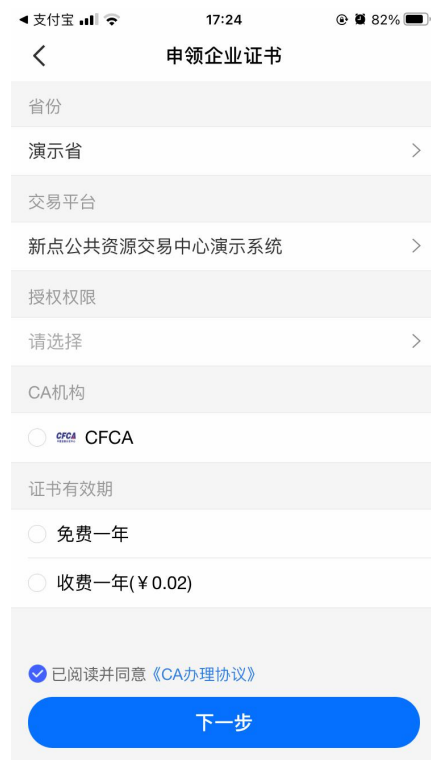 支付宝 17:24 82%
申领企业证书
省份
演示省
交易平台
新点公共资源交易中心演示系统
授权权限
请选择
CA机构
CFCA CFCA
证书有效期
免费一年
收费一年(¥0.02)
已阅读并同意《CA办理协议》
下一步